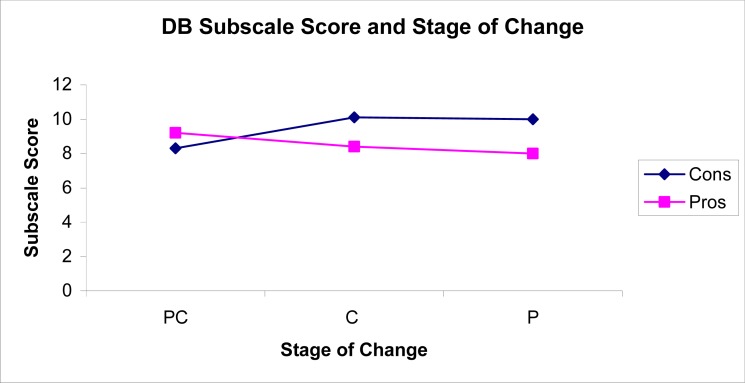 DB Subscale Score and Stage of Change
Subscale Score
12
10
8
6
4
2
0
PC
C
P
Stage of Change
Cons
Pros